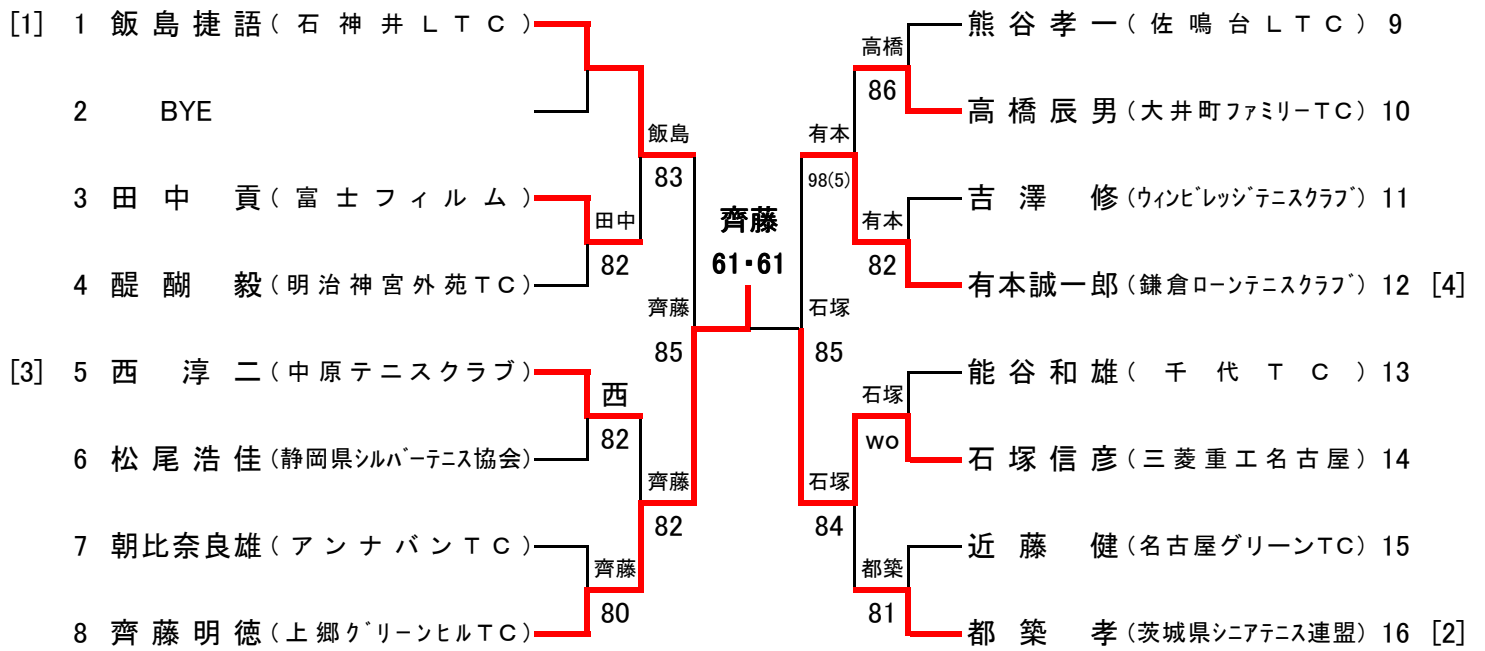 [1] 1 飯島捷語(石神井LTC)
2 BYE
3 田中 貢(富士フィルム)
4 醍醐 毅(明治神宮外苑TC)
[3] 5 西 淳二(中原テニスクラブ)
6 松尾浩佳(静岡県シルバーテニス協会)
7 朝比奈良雄(アンナバンTC)
8 齊藤明徳(上郷グリーンヒルTC)
田中
82
西
82
齊藤
80
飯島
83
齊藤
82
齊藤
85
齊藤
61・61
石塚
85
有本
98(5)
石塚
84
高橋
86
有本
82
石塚
wo
都築
81
熊谷孝一(佐鳴台LTC) 9
高橋辰男(大井町ファミリーTC) 10
吉澤 修(ウィンビレッジテニスクラブ) 11
有本誠一郎(鎌倉ローンテニスクラブ) 12 [4]
熊谷和雄(千代TC) 13
石塚信彦(三菱重工名古屋) 14
近藤 健(名古屋グリーンTC) 15
都築 孝(茨城県シニアテニス連盟) 16 [2]